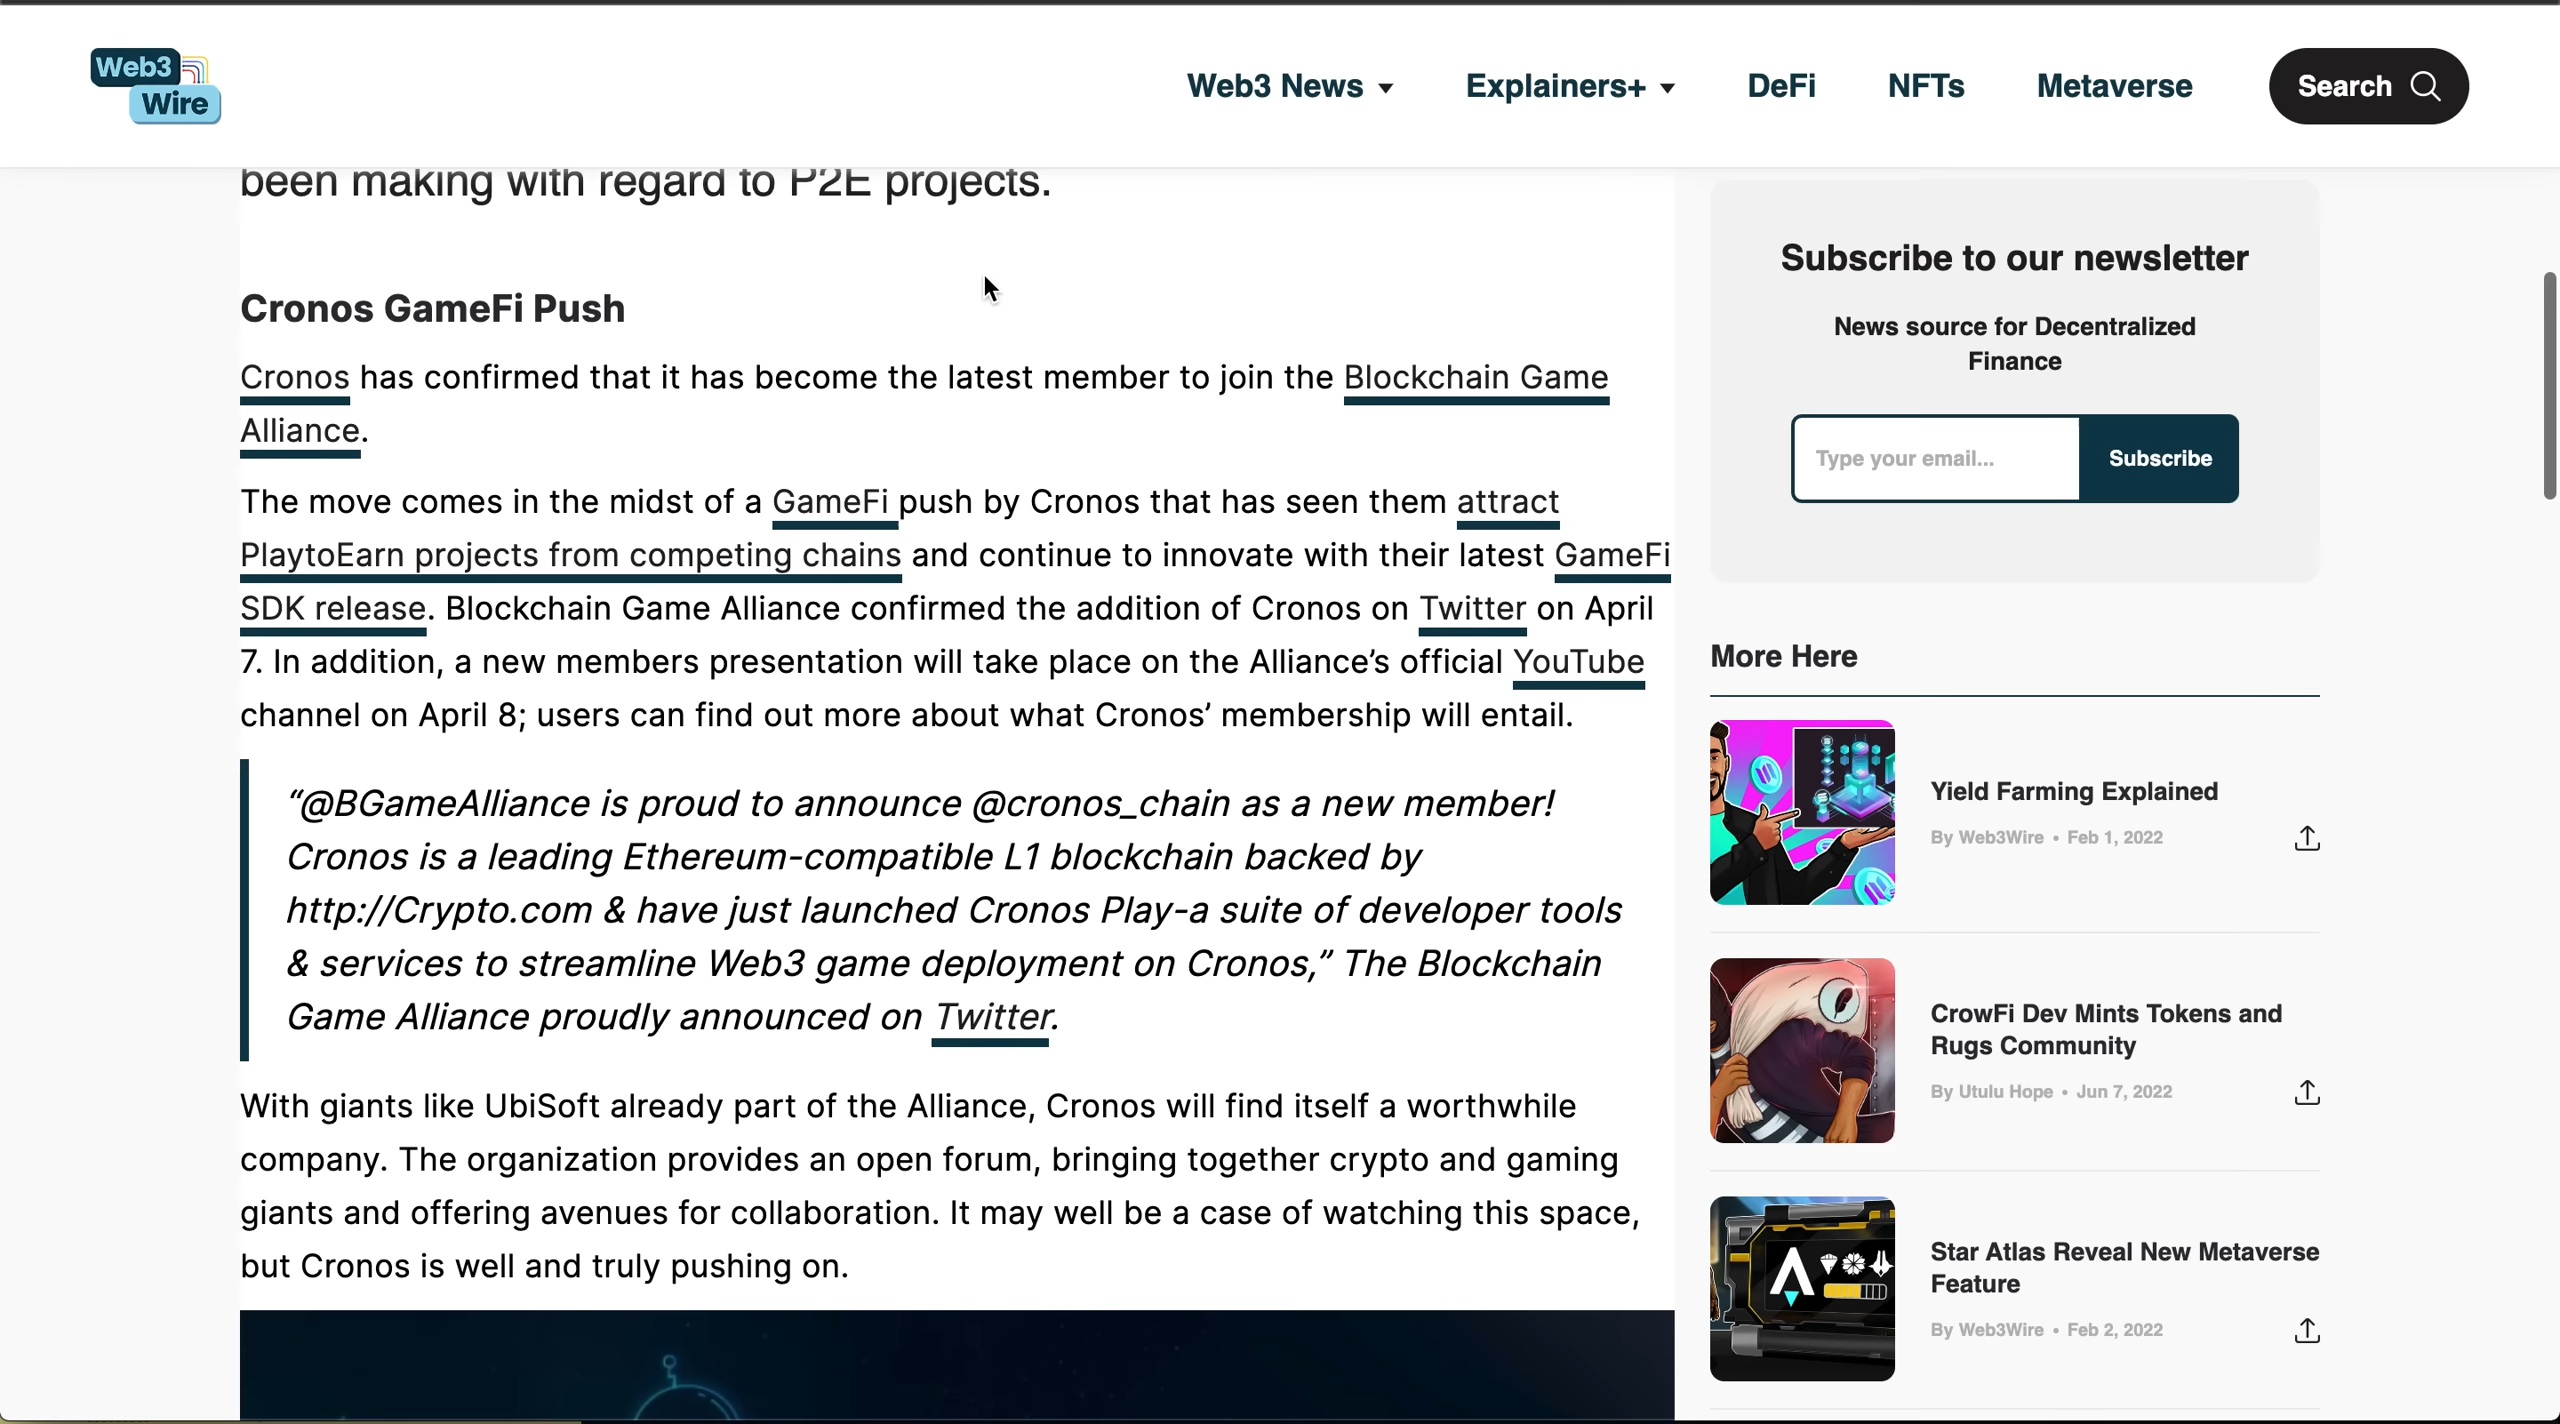 Web3
Wire
Web3 News
Explainers+
DeFi
NFTs
Metaverse
Search
been making with regard to P2E projects.
Cronos GameFi Push
Cronos has confirmed that it has become the latest member to join the Blockchain Game
Alliance.
The move comes in the midst of a GameFi push by Cronos that has seen them attract
PlaytoEarn projects from competing chains and continue to innovate with their latest GameFi
SDK release. Blockchain Game Alliance confirmed the addition of Cronos on Twitter on April
7. In addition, a new members presentation will take place on the Alliance’s official YouTube
channel on April 8; users can find out more about what Cronos’ membership will entail.
“@BGameAlliance is proud to announce @cronos_chain as a new member!
Cronos is a leading Ethereum-compatible L1 blockchain backed by
http://Crypto.com & have just launched Cronos Play-a suite of developer tools
& services to streamline Web3 game deployment on Cronos,” The Blockchain
Game Alliance proudly announced on Twitter.
With giants like UbiSoft already part of the Alliance, Cronos will find itself a worthwhile
company. The organization provides an open forum, bringing together crypto and gaming
giants and offering avenues for collaboration. It may well be a case of watching this space,
but Cronos is well and truly pushing on.
Subscribe to our newsletter
News source for Decentralized
Finance
Type your email...
Subscribe
More Here
Yield Farming Explained
By Web3Wire • Feb 1, 2022
CrowFi Dev Mints Tokens and
Rugs Community
By Utulu Hope • Jun 7, 2022
Star Atlas Reveal New Metaverse
Feature
By Web3Wire • Feb 2, 2022